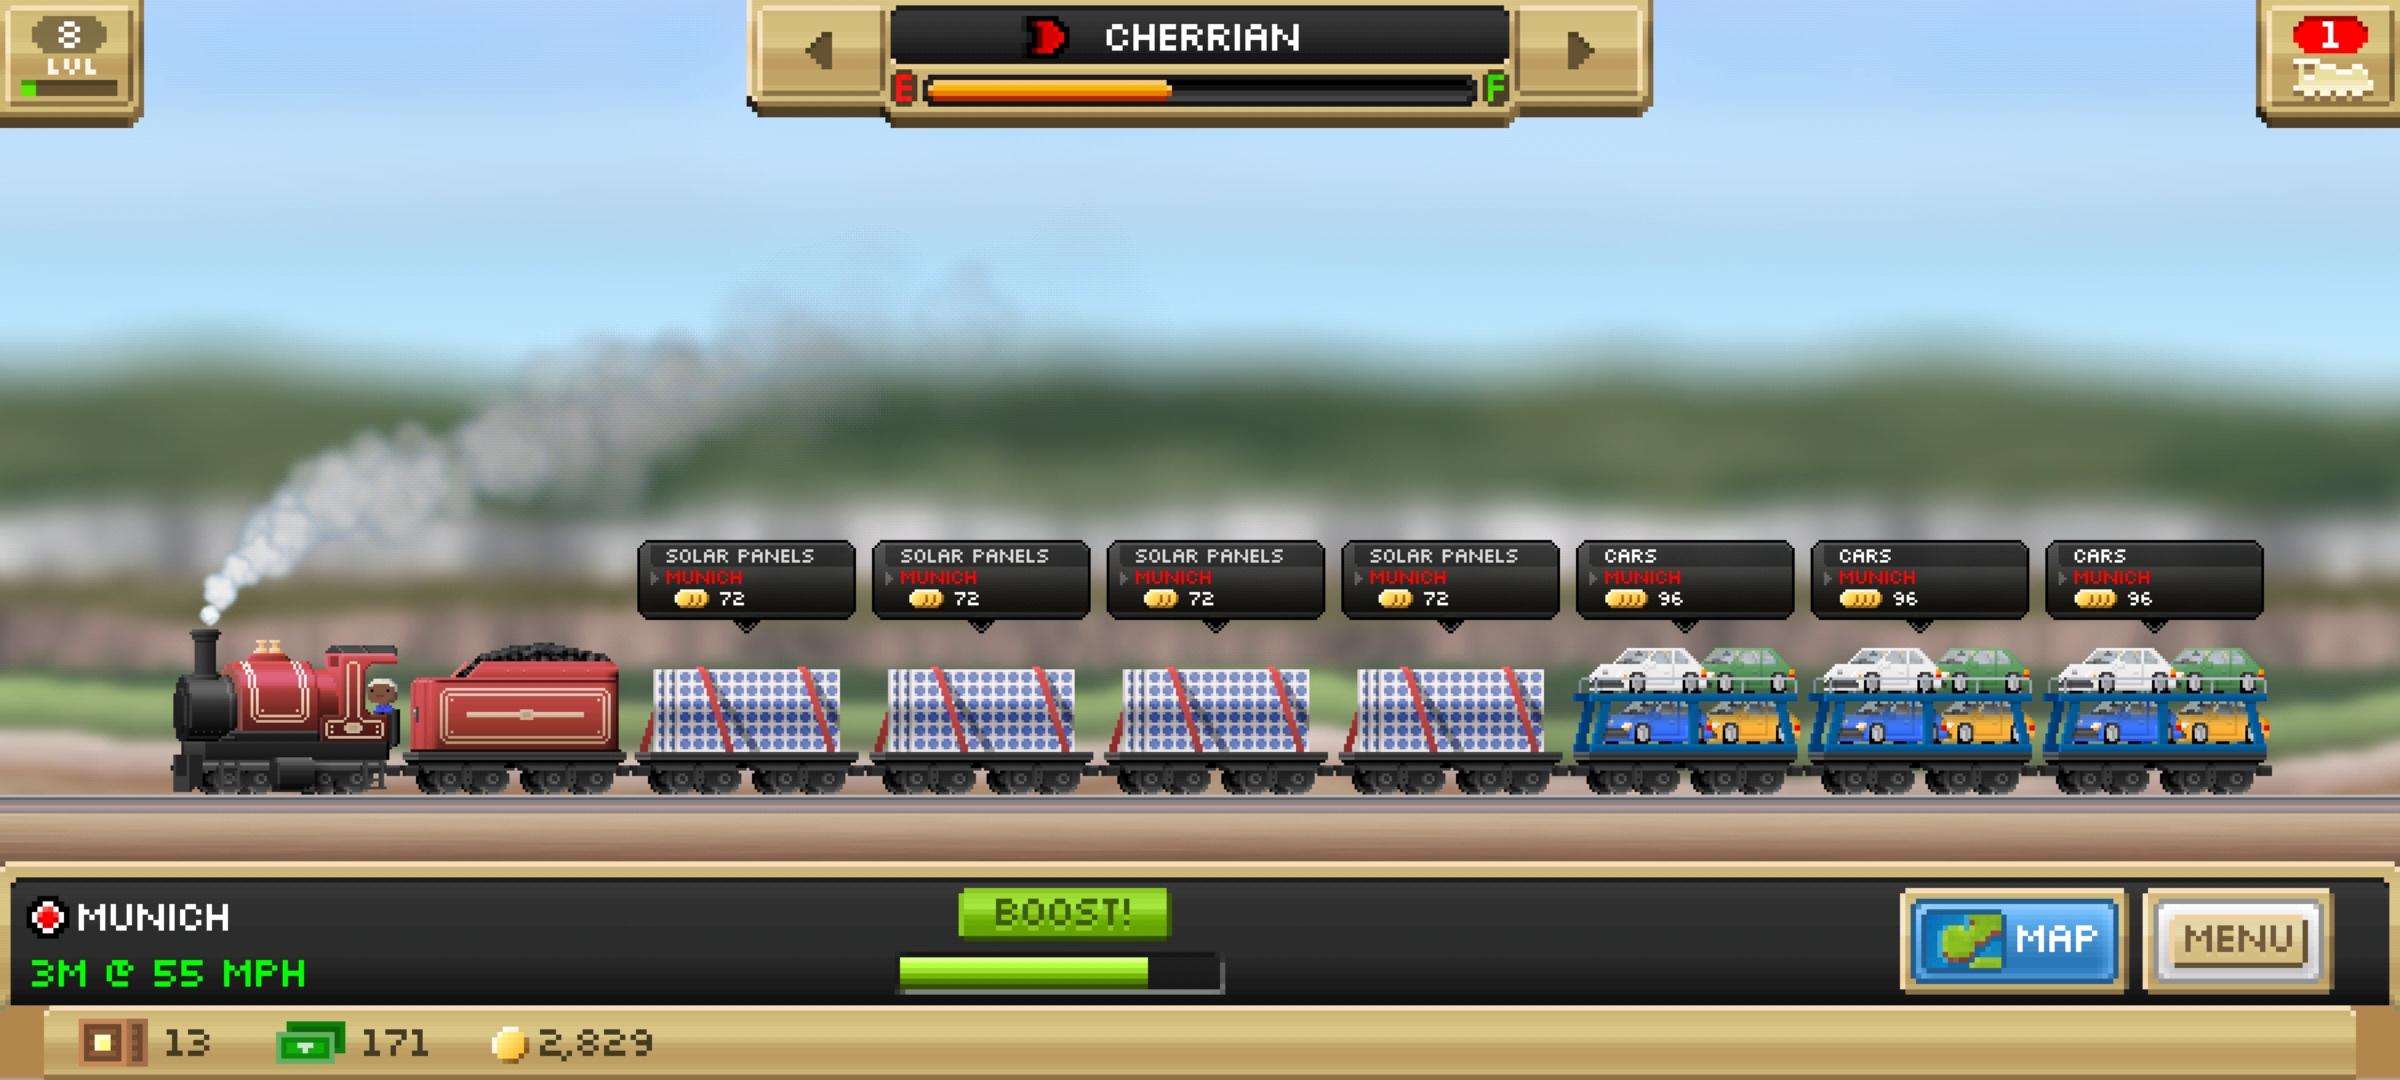 8
LVL
CHERRIAN
E F
1
SOLAR PANELS
MUNICH
72
SOLAR PANELS
MUNICH
72
SOLAR PANELS
MUNICH
72
SOLAR PANELS
MUNICH
72
CARS
MUNICH
96
CARS
MUNICH
96
CARS
MUNICH
96
MUNICH
3M @ 55 MPH
BOOST!
MAP
MENU
13
171
2,829